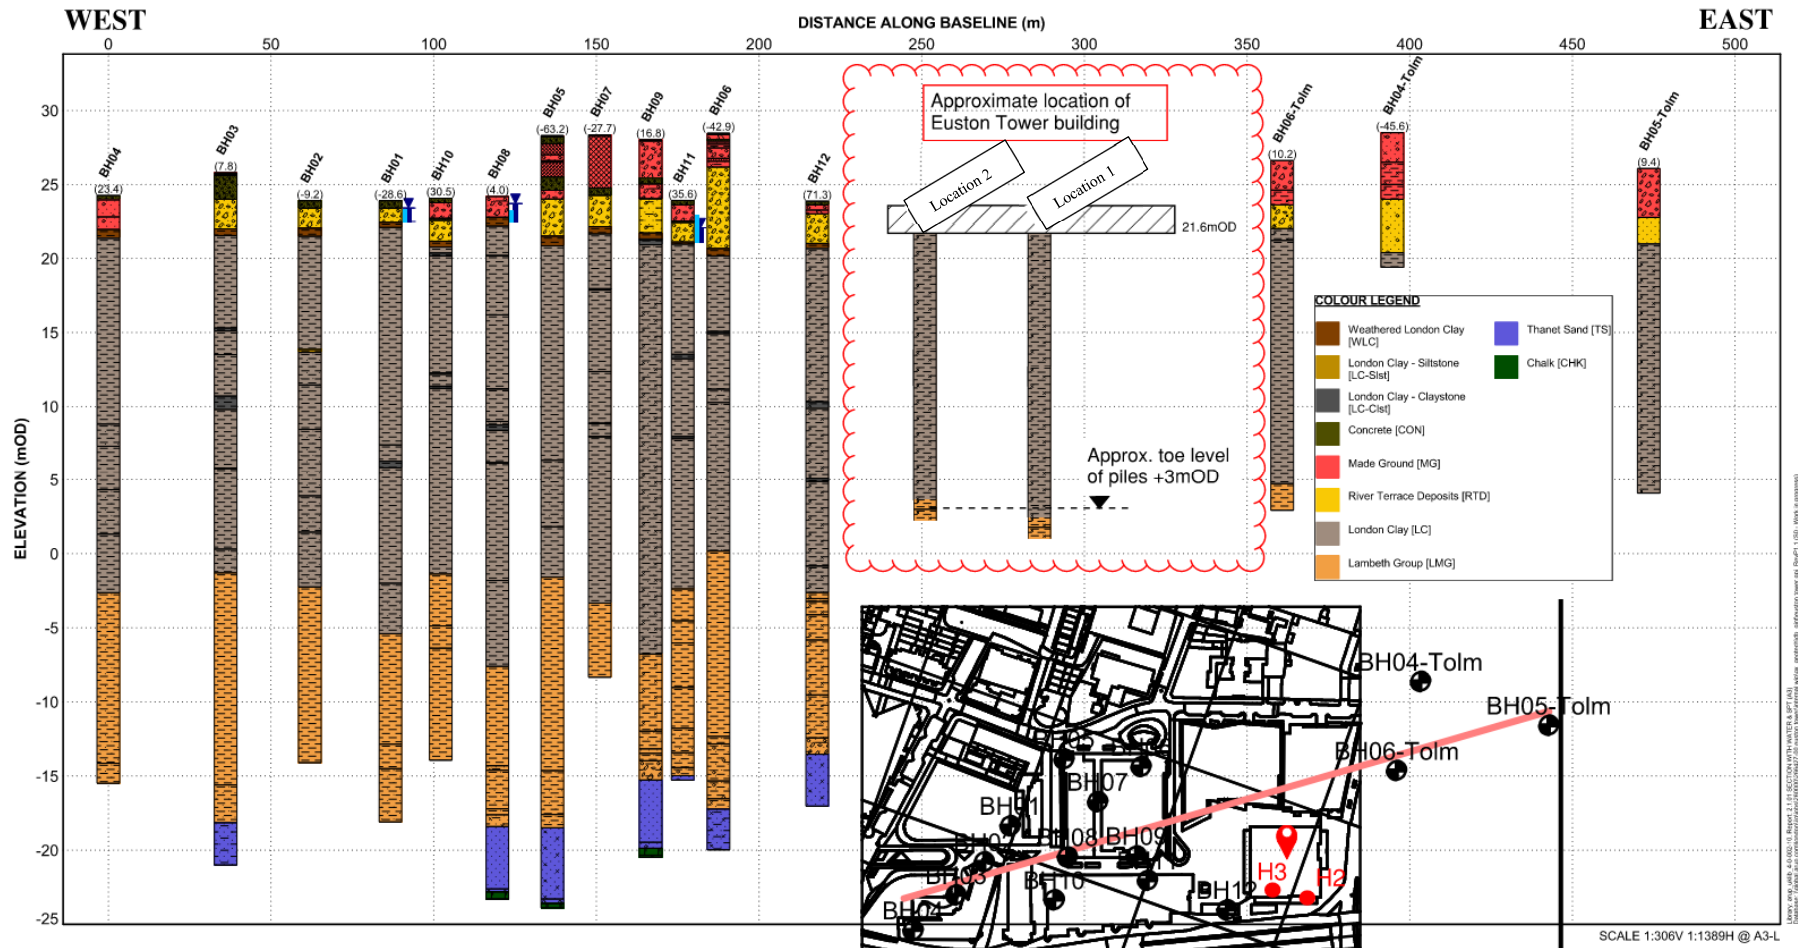 WEST
DISTANCE ALONG BASELINE (m)
EAST
0 50 100 150 200 250 300 350 400 450 500
ELEVATION (mOD)
30
25
20
15
10
5
0
-5
-10
-15
-20
-25
BH04
(23.4)
BH03
(7.8)
BH02
(-9.2)
BH01
(-28.6)
BH10
(30.5)
BH08
(4.0)
BH05
(-63.2)
BH07
(-27.7)
BH09
(16.8)
BH11
(35.6)
BH06
(-42.9)
BH12
(71.3)
Approximate location of
Euston Tower building
Location 2
Location 1
21.6mOD
Approx. toe level
of piles +3mOD
BH06-Tolm
(10.2)
BH04-Tolm
(-45.6)
BH05-Tolm
(9.4)
COLOUR LEGEND
Weathered London Clay
[WLC]
London Clay - Siltstone
[LC-Slst]
London Clay - Claystone
[LC-Clst]
Concrete [CON]
Made Ground [MG]
River Terrace Deposits [RTD]
London Clay [LC]
Lambeth Group [LMG]
Thanet Sand [TS]
Chalk [CHK]
BH04-Tolm
BH05-Tolm
BH06-Tolm
BH07
BH01
BH08
BH09
BH03
BH10
BH12
BH04
H3
H2
SCALE 1:306V 1:1389H @ A3-L